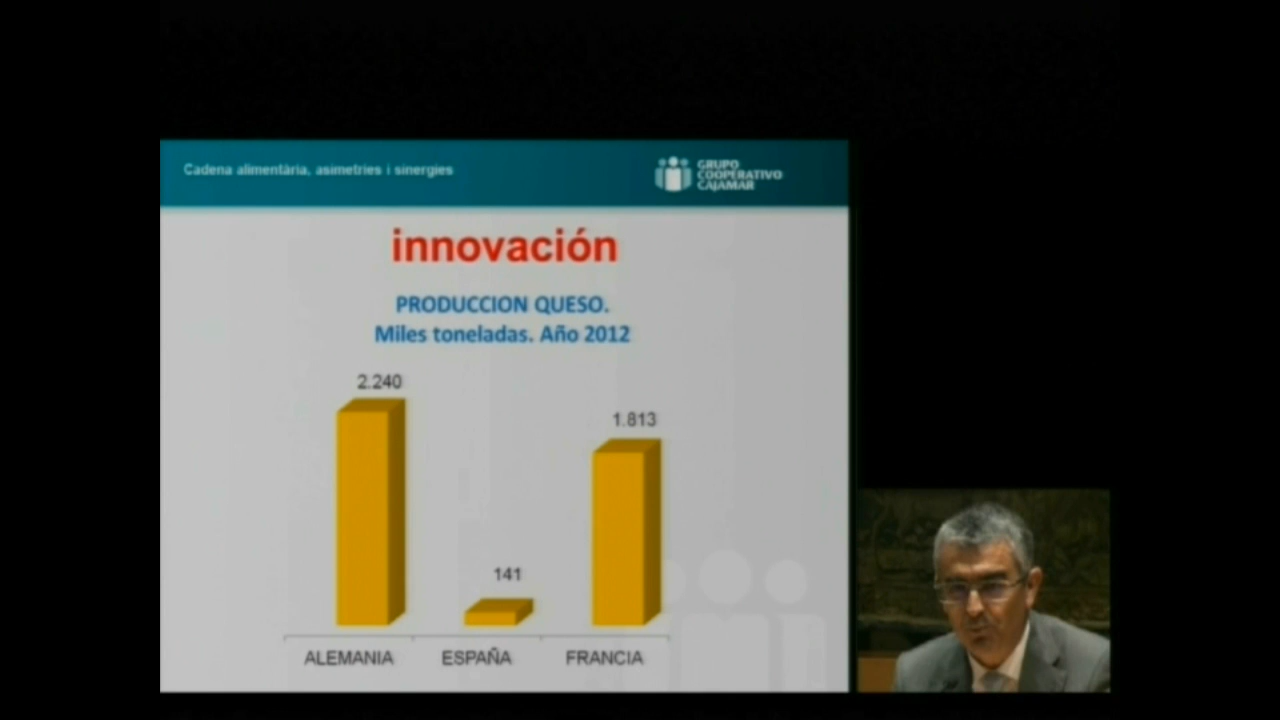 Cadena alimentària, asimetries i sinergies
GRUPO
COOPERATIVO
CAJAMAR
innovación
PRODUCCION QUESO.
Miles toneladas. Año 2012
2.240
141
1.813
ALEMANIA
ESPAÑA
FRANCIA